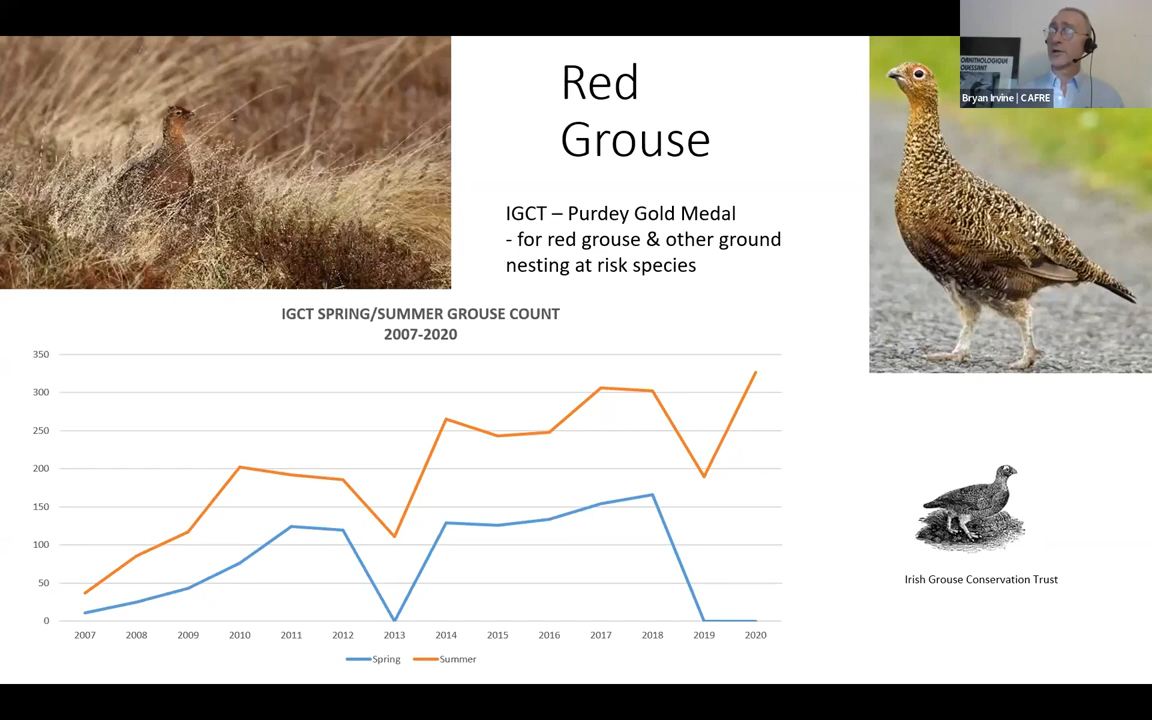 Red
Grouse
IGCT – Purdey Gold Medal
- for red grouse & other ground
nesting at risk species
ORNITHOLOGIQUE
OUESSANT
Bryan Irvine | CAFRE
IGCT SPRING/SUMMER GROUSE COUNT
2007-2020
350
300
250
200
150
100
50
0
2007 2008 2009 2010 2011 2012 2013 2014 2015 2016 2017 2018 2019 2020
Spring Summer
Irish Grouse Conservation Trust